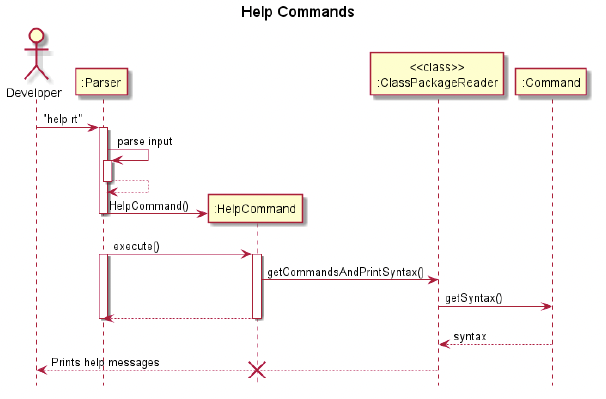 Help Commands
<<class>>
:Parser
:ClassPackageReader
:Command
Developer
"help rt"
parse input
HelpCommand()
:HelpCommand
execute()
getCommandsAndPrintSyntax()
getSyntax()
syntax
Prints help messages